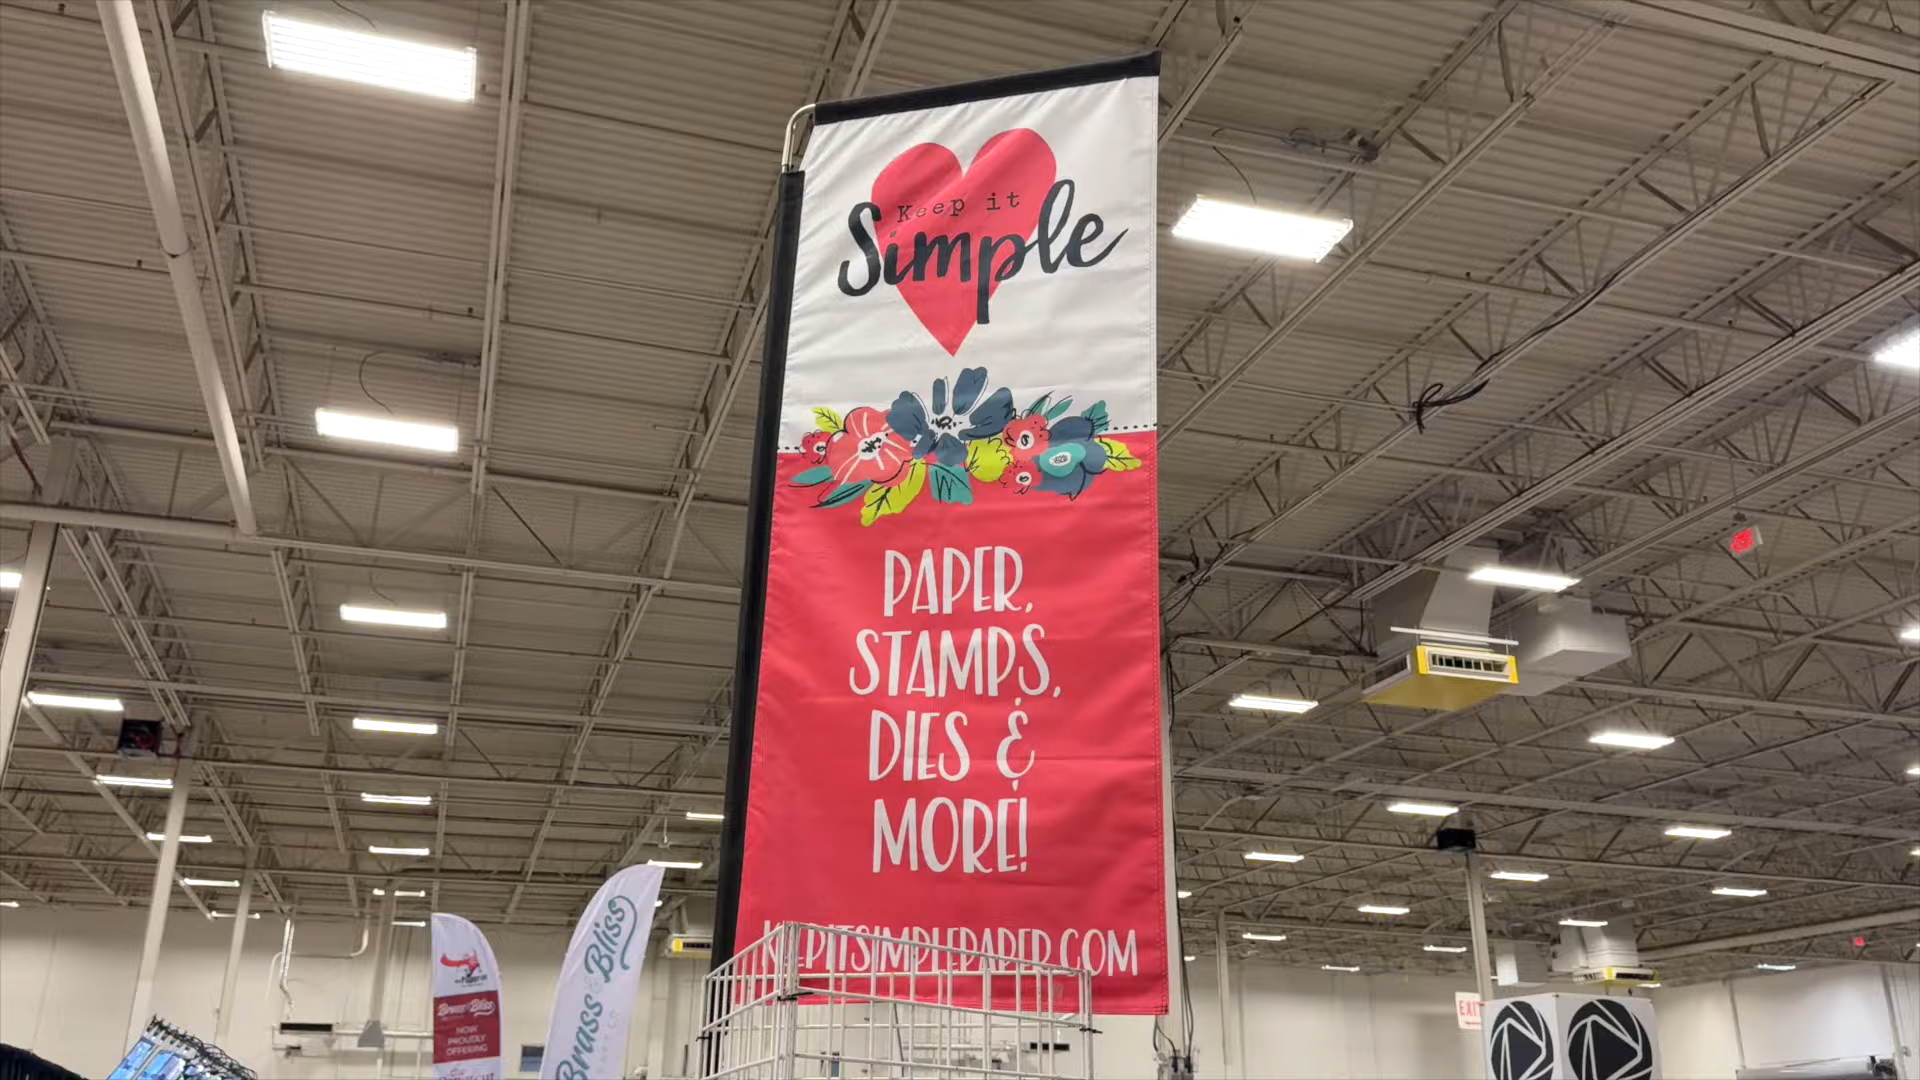 Keep it
Simple
PAPER,
STAMPS,
DIES &
MORE!
KEEPITSIMPLEPAPER.COM
Brass & Bliss
Brass & Bliss
NOW
PROUDLY
OFFERING
EXIT